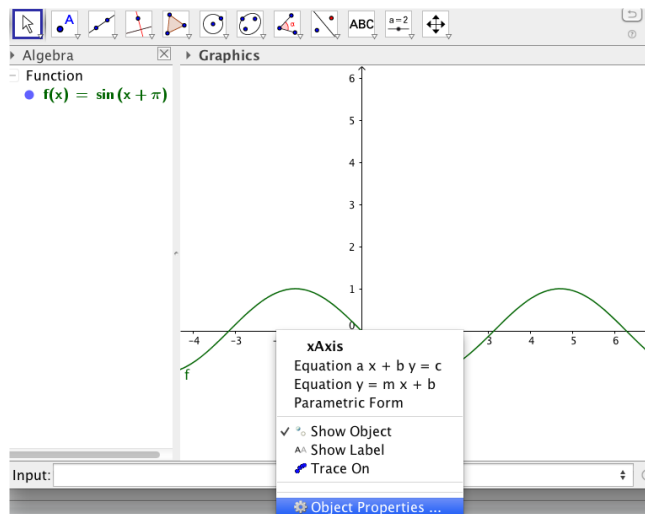 A
ABC
a=2
Algebra
Graphics
Function
f(x) = sin (x + π)
6
5
4
3
2
1
0
-4
-3
3
4
5
6
f
xAxis
Equation a x + b y = c
Equation y = m x + b
Parametric Form
✓ Show Object
AA Show Label
Trace On
Input:
Object Properties ...